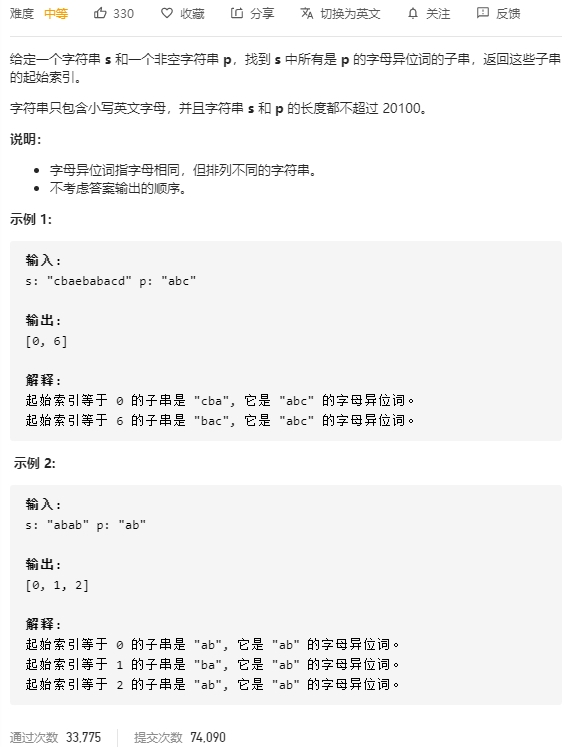 难度 中等 330 收藏 分享 切换为英文 关注 反馈
给定一个字符串 s 和一个非空字符串 p，找到 s 中所有是 p 的字母异位词的子串，返回这些子串
的起始索引。
字符串只包含小写英文字母，并且字符串 s 和 p 的长度都不超过 20100。
说明：
• 字母异位词指字母相同，但排列不同的字符串。
• 不考虑答案输出的顺序。
示例 1:
输入:
s: "cbaebabacd" p: "abc"
输出:
[0, 6]
解释:
起始索引等于 0 的子串是 "cba", 它是 "abc" 的字母异位词。
起始索引等于 6 的子串是 "bac", 它是 "abc" 的字母异位词。
示例 2:
输入:
s: "abab" p: "ab"
输出:
[0, 1, 2]
解释:
起始索引等于 0 的子串是 "ab", 它是 "ab" 的字母异位词。
起始索引等于 1 的子串是 "ba", 它是 "ab" 的字母异位词。
起始索引等于 2 的子串是 "ab", 它是 "ab" 的字母异位词。
通过次数 33,775 提交次数 74,090